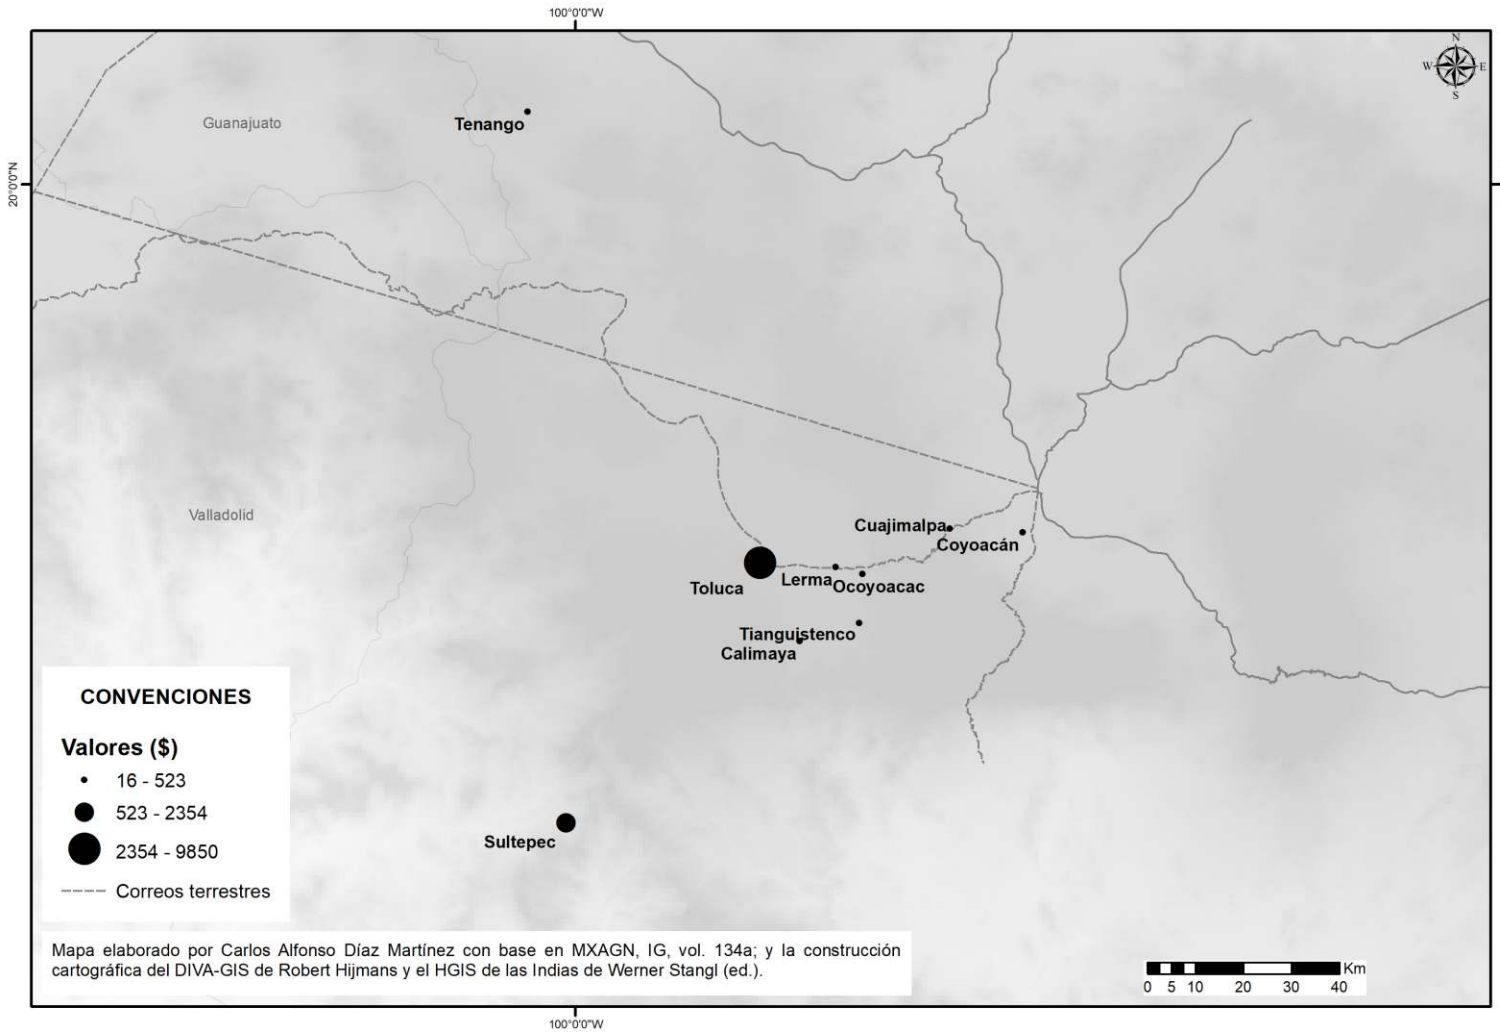 100°0'0"W
N
W
E
S
Guanajuato
Tenango
20°0'0"N
Valladolid
Cuajimalpa
Coyoacán
Toluca
Lerma
Ocoyoacac
Tianguistenco
Calimaya
CONVENCIONES
Valores ($)
16 - 523
523 - 2354
2354 - 9850
Correos terrestres
Sultepec
Mapa elaborado por Carlos Alfonso Díaz Martínez con base en MXAGN, IG, vol. 134a; y la construcción
cartográfica del DIVA-GIS de Robert Hijmans y el HGIS de las Indias de Werner Stangl (ed.).
Km
0 5 10 20 30 40
100°0'0"W